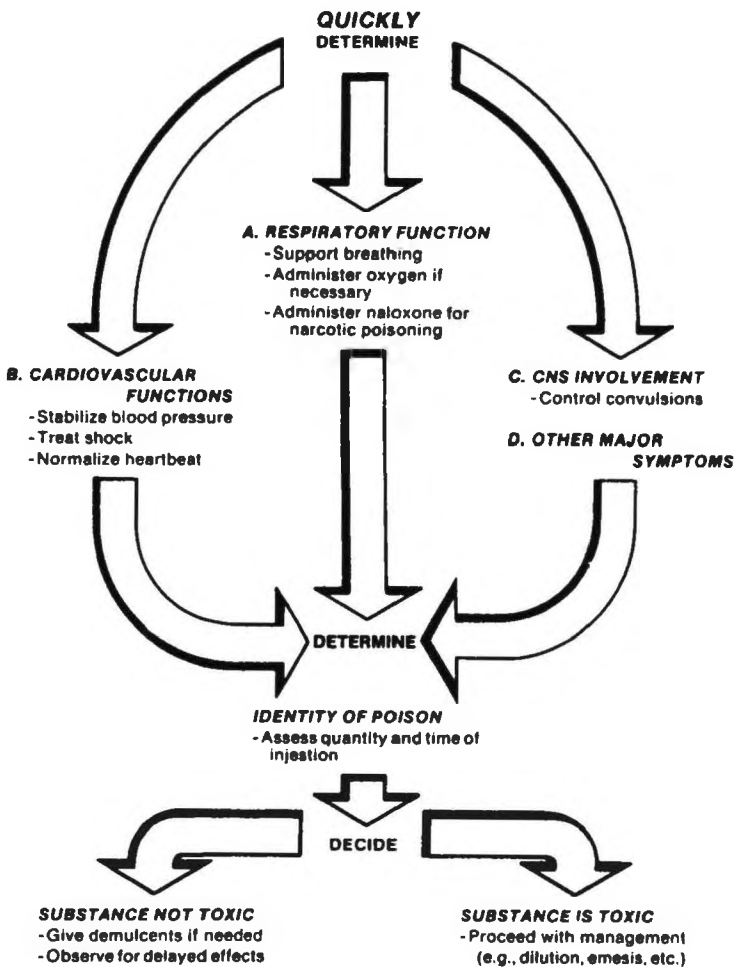 QUICKLY
DETERMINE
A. RESPIRATORY FUNCTION
-Support breathing
-Administer oxygen if
necessary
-Administer naloxone for
narcotic poisoning
B. CARDIOVASCULAR
FUNCTIONS
-Stabilize blood pressure
-Treat shock
-Normalize heartbeat
C. CNS INVOLVEMENT
-Control convulsions
D. OTHER MAJOR
SYMPTOMS
DETERMINE
IDENTITY OF POISON
-Assess quantity and time of
injestion
DECIDE
SUBSTANCE NOT TOXIC
-Give demulcents if needed
-Observe for delayed effects
SUBSTANCE IS TOXIC
-Proceed with management
(e.g., dilution, emesis, etc.)